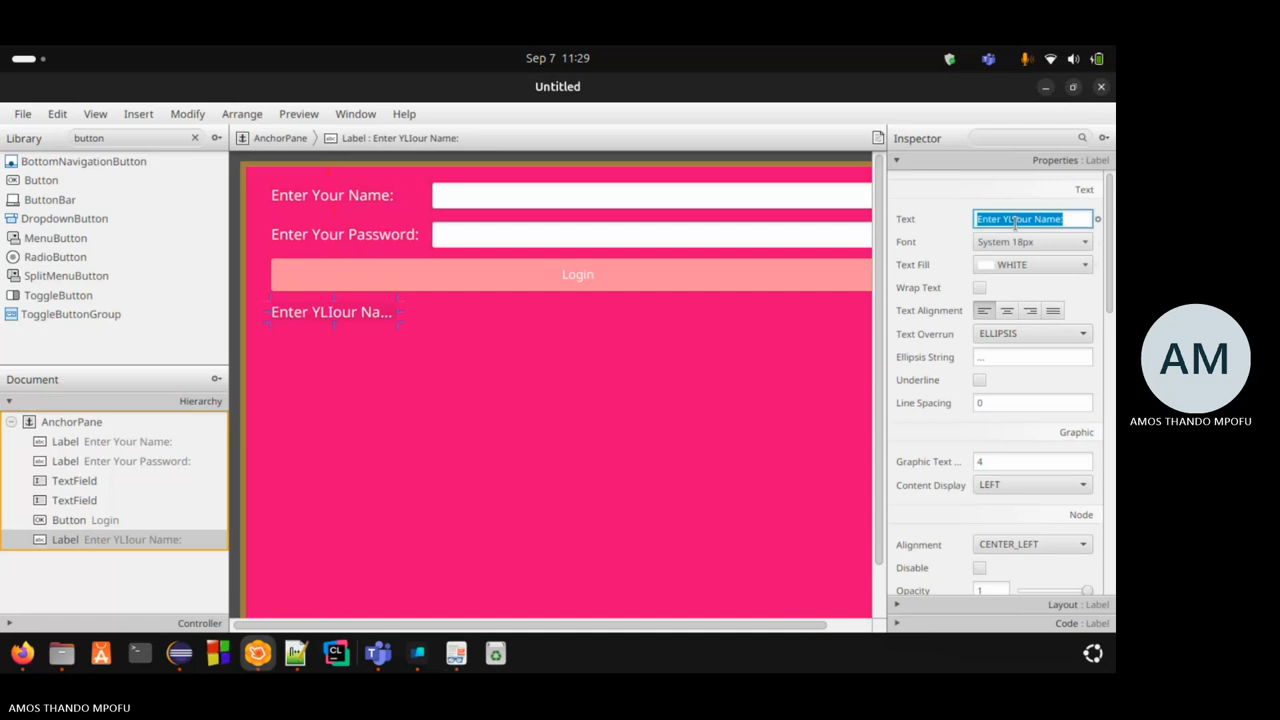 Sep 7 11:29
Untitled
File Edit View Insert Modify Arrange Preview Window Help
Library button
AnchorPane Label : Enter YLIour Name:
Inspector
BottomNavigationButton
Button
ButtonBar
DropdownButton
MenuButton
RadioButton
SplitMenuButton
ToggleButton
ToggleButtonGroup
Document
Hierarchy
AnchorPane
Label Enter Your Name:
Label Enter Your Password:
TextField
TextField
Button Login
Label Enter YLIour Name:
Controller
Enter Your Name:
Enter Your Password:
Login
Enter YLIour Na...
Properties : Label
Text
Text Enter YLIour Name:
Font System 18px
Text Fill WHITE
Wrap Text
Text Alignment
Text Overrun ELLIPSIS
Ellipsis String ...
Underline
Line Spacing 0
Graphic
Graphic Text ... 4
Content Display LEFT
Node
Alignment CENTER_LEFT
Disable
Opacity 1
Layout : Label
Code : Label
CL
AM
AMOS THANDO MPOFU
AMOS THANDO MPOFU